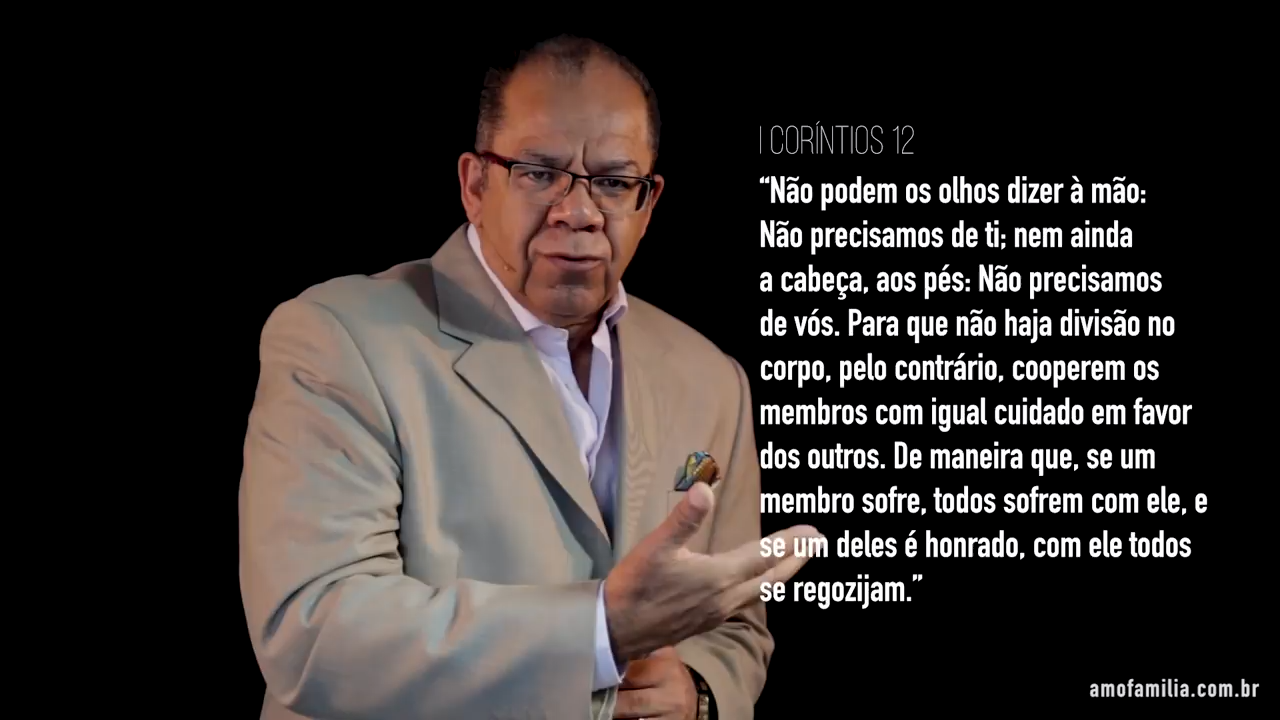 I CORÍNTIOS 12
“Não podem os olhos dizer à mão:
Não precisamos de ti; nem ainda
a cabeça, aos pés: Não precisamos
de vós. Para que não haja divisão no
corpo, pelo contrário, cooperem os
membros com igual cuidado em favor
dos outros. De maneira que, se um
membro sofre, todos sofrem com ele, e
se um deles é honrado, com ele todos
se regozijam.”
amofamilia.com.br